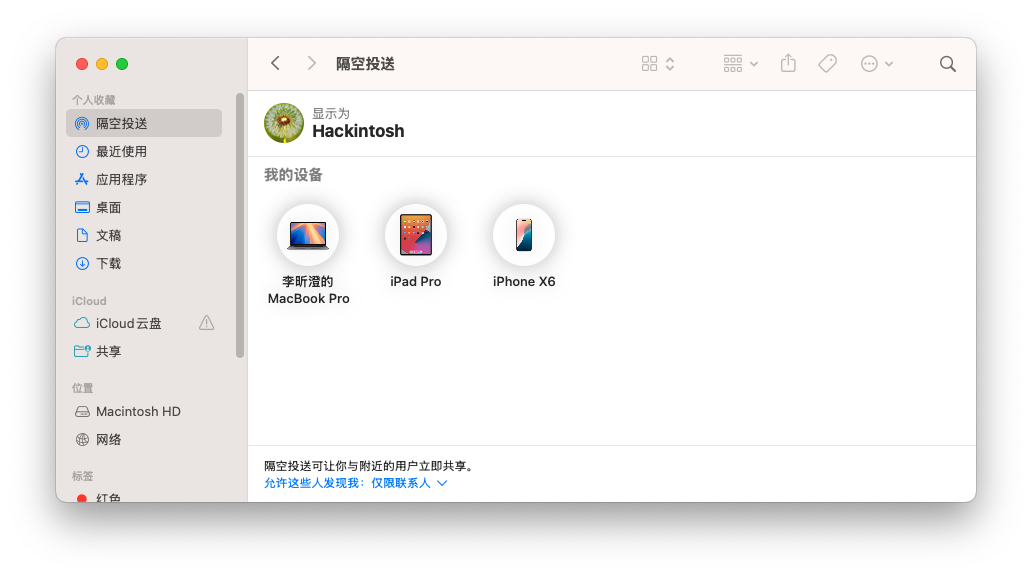 隔空投送
个人收藏
隔空投送
最近使用
应用程序
桌面
文稿
下载
iCloud
iCloud云盘
共享
位置
Macintosh HD
网络
标签
红色
显示为
Hackintosh
我的设备
李昕澄的
MacBook Pro
iPad Pro
iPhone X6
隔空投送可让你与附近的用户立即共享。
允许这些人发现我：仅限联系人